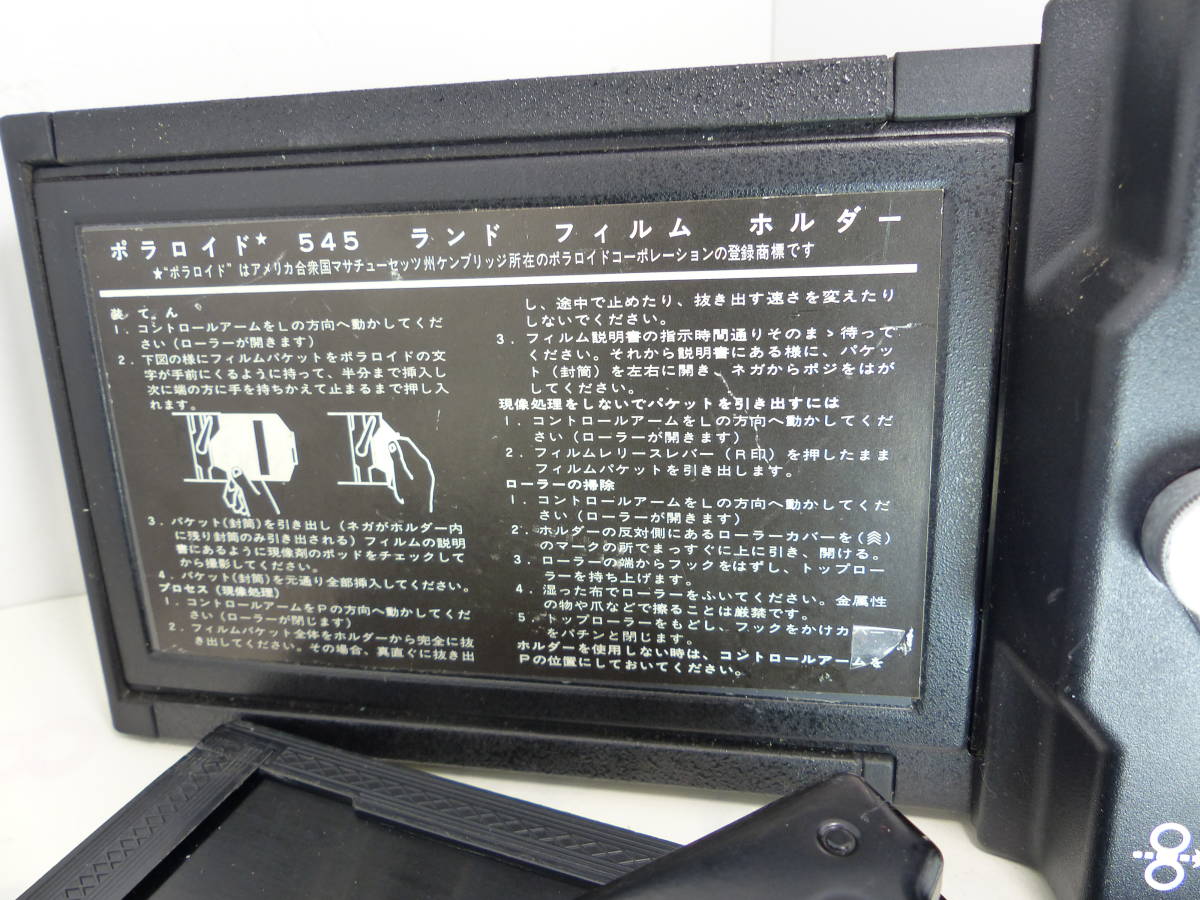 ポラロイド★ 545 ランド フィルム ホルダー
★"ポラロイド"はアメリカ合衆国マサチューセッツ州ケンブリッジ所在のポラロイドコーポレーションの登録商標です
装てん
1. コントロールアームをLの方向へ動かしてくだ
さい(ローラーが開きます)
2. 下図の様にフィルムパケットをポラロイドの文
字が手前にくるように持って、半分まで挿入し
次に端の方に手を持ちかえて止まるまで押し入
れます。
3. パケット(封筒)を引き出し(ネガがホルダー内
に残り封筒のみ引き出される)フィルムの説明
書にあるように現像剤のポッドをチェックして
から撮影してください。
4. パケット(封筒)を元通り全部挿入してください。
プロセス(現像処理)
1. コントロールアームをPの方向へ動かしてくだ
さい(ローラーが閉じます)
2. フィルムパケット全体をホルダーから完全に抜
き出してください。その場合、真直ぐに抜き出
し、途中で止めたり、抜き出す速さを変えたり
しないでください。
3. フィルム説明書の指示時間通りそのまゝ待って
ください。それから説明書にある様に、パケッ
ト(封筒)を左右に開き、ネガからポジをはが
してください。
現像処理をしないでパケットを引き出すには
1. コントロールアームをLの方向へ動かしてくだ
さい(ローラーが開きます)
2. フィルムレリースレバー(R印)を押したまま
フィルムパケットを引き出します。
ローラーの掃除
1. コントロールアームをLの方向へ動かしてくだ
さい(ローラーが開きます)
2. ホルダーの反対側にあるローラーカバーを(
)
のマークの所でまっすぐに上に引き、開ける。
3. ローラーの端からフックをはずし、トップロー
ラーを持ち上げます。
4. 湿った布でローラーをふいてください。金属性
の物や爪などで擦ることは厳禁です。
5. トップローラーをもどし、フックをかけカ
ーをパチンと閉じます。
ホルダーを使用しない時は、コントロールアームを
Pの位置にしておいてください。
8